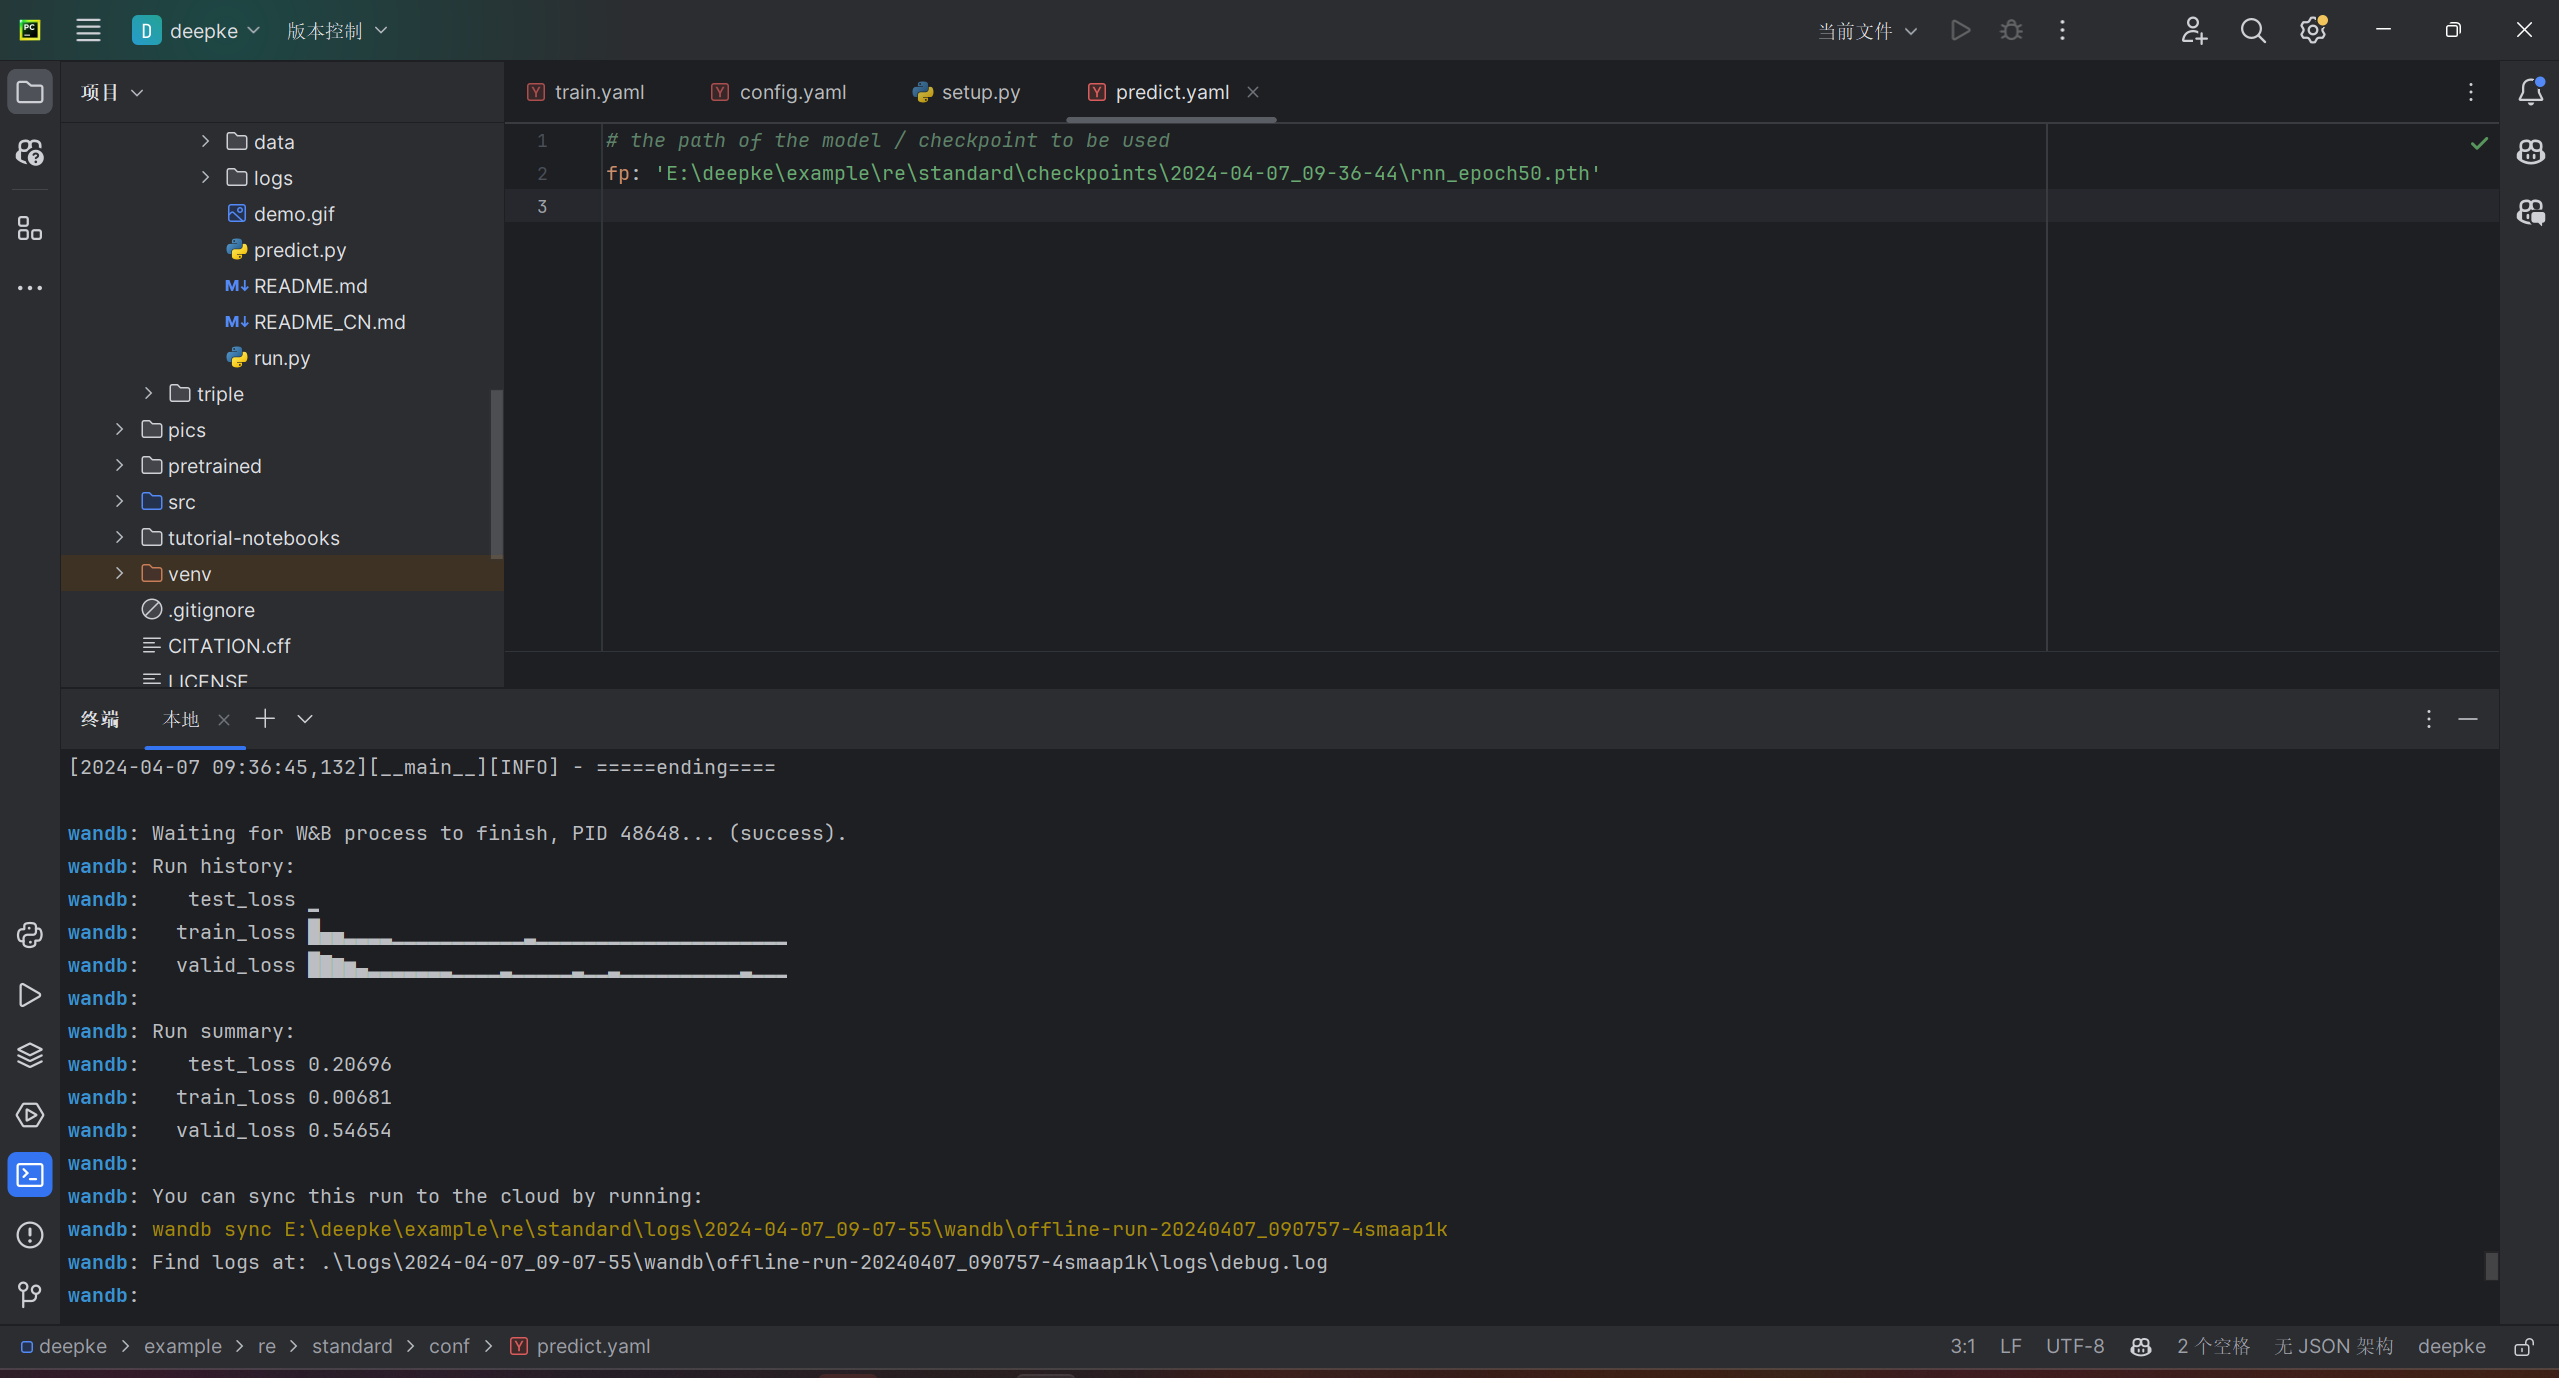 PC
D deepke 版本控制
当前文件
项目
train.yaml config.yaml setup.py predict.yaml
data
logs
demo.gif
predict.py
README.md
README_CN.md
run.py
triple
pics
pretrained
src
tutorial-notebooks
venv
.gitignore
CITATION.cff
LICENSE
1 # the path of the model / checkpoint to be used
2 fp: 'E:\deepke\example\re\standard\checkpoints\2024-04-07_09-36-44\rnn_epoch50.pth'
3
终端 本地
[2024-04-07 09:36:45,132][__main__][INFO] - =====ending====
wandb: Waiting for W&B process to finish, PID 48648... (success).
wandb: Run history:
wandb: test_loss
wandb: train_loss
wandb: valid_loss
wandb:
wandb: Run summary:
wandb: test_loss 0.20696
wandb: train_loss 0.00681
wandb: valid_loss 0.54654
wandb:
wandb: You can sync this run to the cloud by running:
wandb: wandb sync E:\deepke\example\re\standard\logs\2024-04-07_09-07-55\wandb\offline-run-20240407_090757-4smaap1k
wandb: Find logs at: .\logs\2024-04-07_09-07-55\wandb\offline-run-20240407_090757-4smaap1k\logs\debug.log
wandb:
deepke > example > re > standard > conf > predict.yaml
3:1 LF UTF-8 2 个空格 无 JSON 架构 deepke